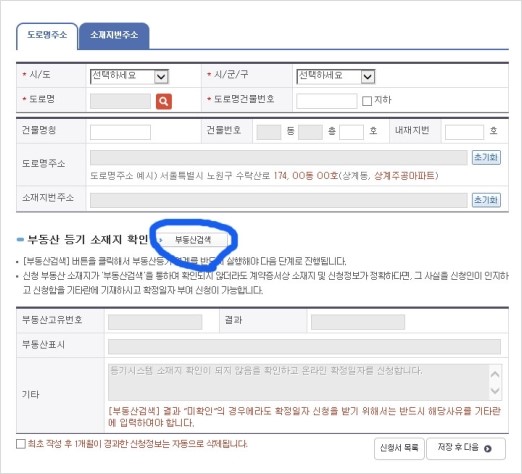 도로명주소 소재지번주소
* 시/도 선택하세요 * 시/군/구 선택하세요
* 도로명 * 도로명건물번호 지하
건물명칭 건물번호 동 층 호 내재지번 호
도로명주소 초기화
도로명주소 예시) 서울특별시 노원구 수락산로 174, 00동 00호(상계동, 상계주공아파트)
소재지번주소 초기화
부동산 등기 소재지 확인 부동산검색
• [부동산검색] 버튼을 클릭해서 부동산등기 를 반드시 실행해야 다음 단계로 진행됩니다.
• 신청 부동산 소재지가 '부동산검색'을 통하여 확인되지 않더라도 계약증서상 소재지 및 신청정보가 정확하다면, 그 사실을 신청인이 인지하
고 신청함을 기타란에 기재하시고 확정일자 부여 신청이 가능합니다.
부동산고유번호 결과
부동산표시
등기시스템 소재지 확인이 되지 않음을 확인하고 온라인 확정일자를 신청합니다.
기타
[부동산검색] 결과 "미확인"의 경우에라도 확정일자 신청을 받기 위해서는 반드시 해당사유를 기타란
에 입력하여야 합니다.
최초 작성 후 1개월이 경과한 신청정보는 자동으로 삭제됩니다. 신청서 목록 저장 후 다음